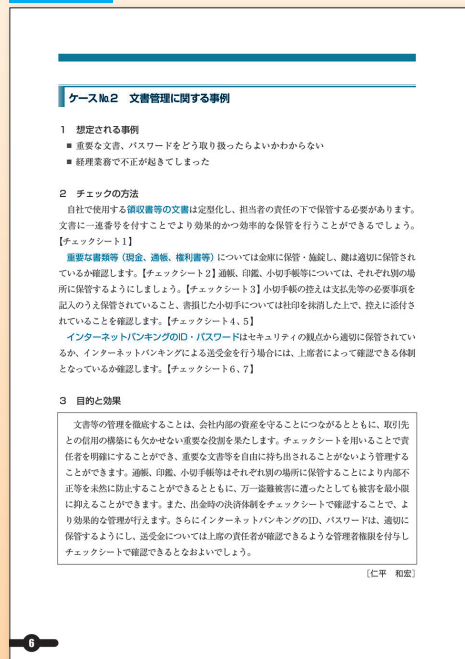 ケース№2 文書管理に関する事例
1 想定される事例
■ 重要な文書、パスワードをどう取り扱ったらよいかわからない
■ 経理業務で不正が起きてしまった
2 チェックの方法
自社で使用する領収書等の文書は定型化し、担当者の責任の下で保管する必要があります。
文書に一連番号を付すことでより効果的かつ効率的な保管を行うことができるでしょう。
【チェックシート1】
重要な書類等（現金、通帳、権利書等）については金庫に保管・施錠し、鍵は適切に保管され
ているか確認します。【チェックシート2】通帳、印鑑、小切手帳等については、それぞれ別の場
所に保管するようにしましょう。【チェックシート3】小切手帳の控えは支払先等の必要事項を
記入のうえ保管されていること、書損じた小切手については社印を抹消した上で、控えに添付さ
れていることを確認します。【チェックシート4、5】
インターネットバンキングのID・パスワードはセキュリティの観点から適切に保管されてい
るか、インターネットバンキングによる送受金を行う場合には、上席者によって確認できる体制
となっているか確認します。【チェックシート6、7】
3 目的と効果
文書等の管理を徹底することは、会社内部の資産を守ることにつながるとともに、取引先
との信用の構築にも欠かせない重要な役割を果たします。チェックシートを用いることで責
任者を明確にすることができ、重要な文書等を自由に持ち出されることがないよう管理する
ことができます。通帳、印鑑、小切手帳等はそれぞれ別の場所に保管することにより内部不
正等を未然に防止することができるとともに、万一盗難被害に遭ったとしても被害を最小限
に抑えることができます。また、出金時の決済体制をチェックシートで確認することで、よ
り効果的な管理が行えます。さらにインターネットバンキングのID、パスワードは、適切に
保管するようにし、送受金については上席の責任者が確認できるような管理者権限を付与し
チェックシートで確認できるとなおよいでしょう。
〔仁平 和宏〕
6